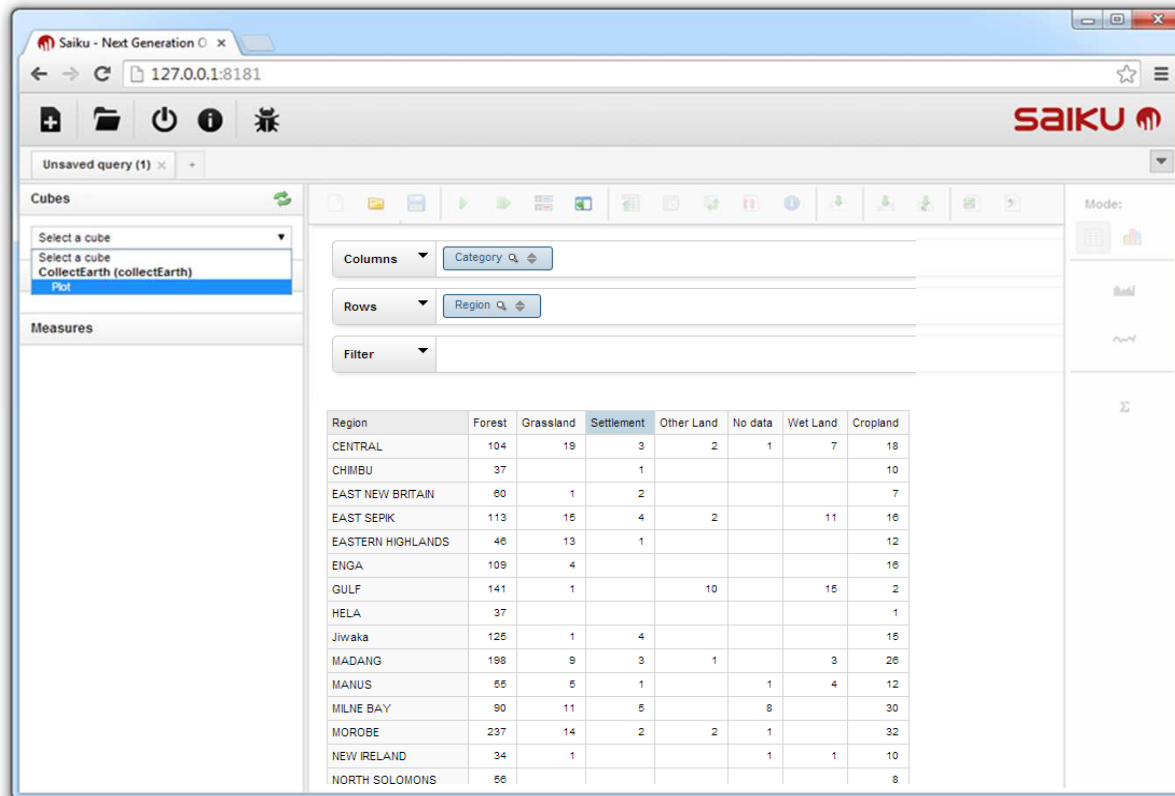 Saiku - Next Generation O
127.0.0.1:8181
saiku
Unsaved query (1)
Cubes
Mode:
Select a cube
Select a cube
CollectEarth (collectEarth)
Plot
Measures
Columns Category
Rows Region
Filter
Region Forest Grassland Settlement Other Land No data Wet Land Cropland
CENTRAL 104 19 3 2 1 7 18
CHIMBU 37 1 10
EAST NEW BRITAIN 60 1 2 7
EAST SEPIK 113 15 4 2 11 16
EASTERN HIGHLANDS 46 13 1 12
ENGA 109 4 16
GULF 141 1 10 15 2
HELA 37 1
Jiwaka 125 1 4 15
MADANG 198 9 3 1 3 26
MANUS 55 5 1 1 4 12
MILNE BAY 90 11 5 8 30
MOROBE 237 14 2 2 1 32
NEW IRELAND 34 1 1 1 10
NORTH SOLOMONS 56 8